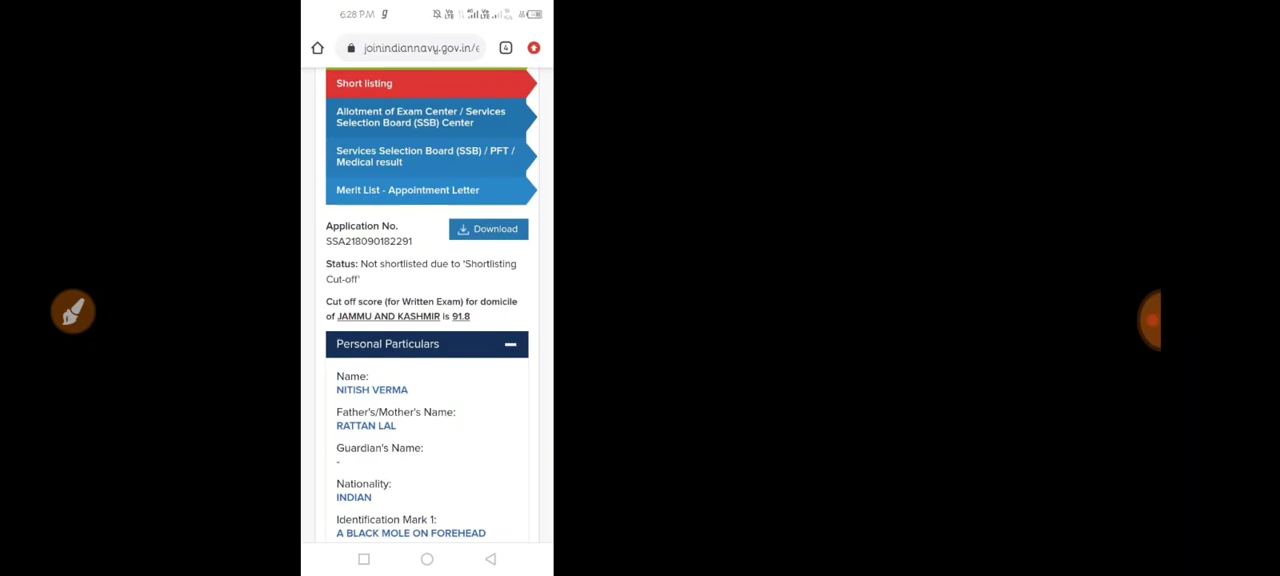 6:28 P.M g
joinindiannavy.gov.in/e
4
Short listing
Allotment of Exam Center / Services
Selection Board (SSB) Center
Services Selection Board (SSB) / PFT /
Medical result
Merit List - Appointment Letter
Application No.
Download
SSA218090182291
Status: Not shortlisted due to 'Shortlisting
Cut-off'
Cut off score (for Written Exam) for domicile
of JAMMU AND KASHMIR is 91.8
Personal Particulars
Name:
NITISH VERMA
Father's/Mother's Name:
RATTAN LAL
Guardian's Name:
-
Nationality:
INDIAN
Identification Mark 1:
A BLACK MOLE ON FOREHEAD